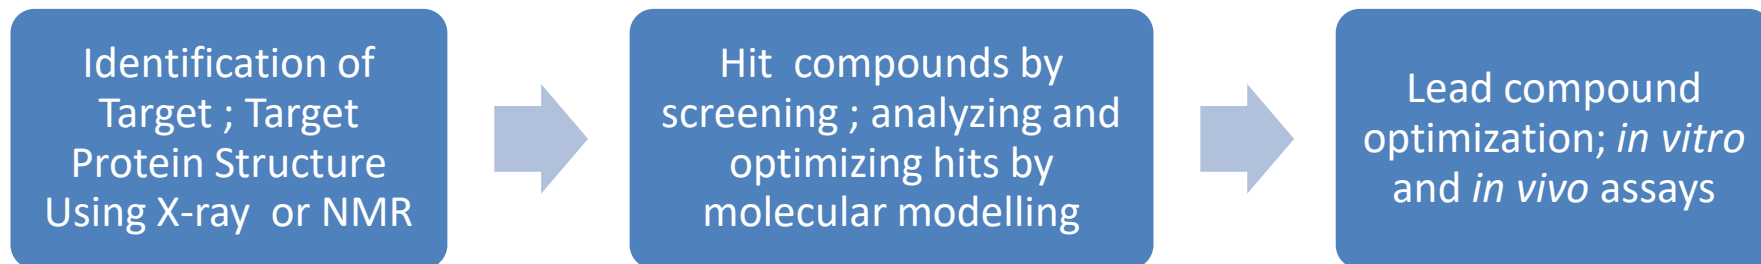 Identification of
Target ; Target
Protein Structure
Using X-ray or NMR
Hit compounds by
screening ; analyzing and
optimizing hits by
molecular modelling
Lead compound
optimization; in vitro
and in vivo assays